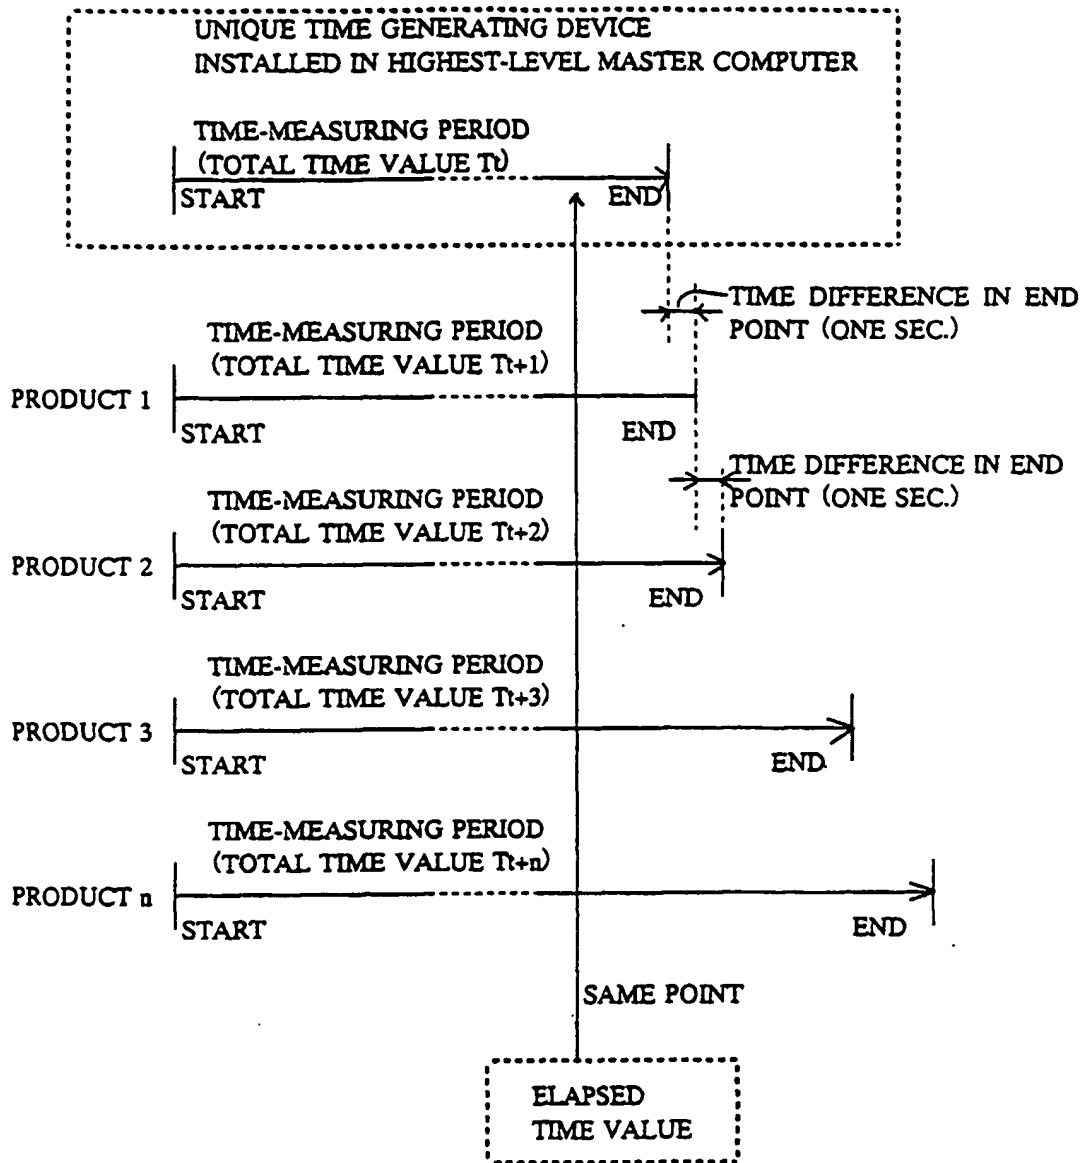 UNIQUE TIME GENERATING DEVICE
INSTALLED IN HIGHEST-LEVEL MASTER COMPUTER
TIME-MEASURING PERIOD
(TOTAL TIME VALUE Tt)
START
END
TIME DIFFERENCE IN END
POINT (ONE SEC.)
TIME-MEASURING PERIOD
(TOTAL TIME VALUE Tt+1)
PRODUCT 1
START
END
TIME DIFFERENCE IN END
POINT (ONE SEC.)
TIME-MEASURING PERIOD
(TOTAL TIME VALUE Tt+2)
PRODUCT 2
START
END
TIME-MEASURING PERIOD
(TOTAL TIME VALUE Tt+3)
PRODUCT 3
START
END
TIME-MEASURING PERIOD
(TOTAL TIME VALUE Tt+n)
PRODUCT n
START
END
SAME POINT
ELAPSED
TIME VALUE